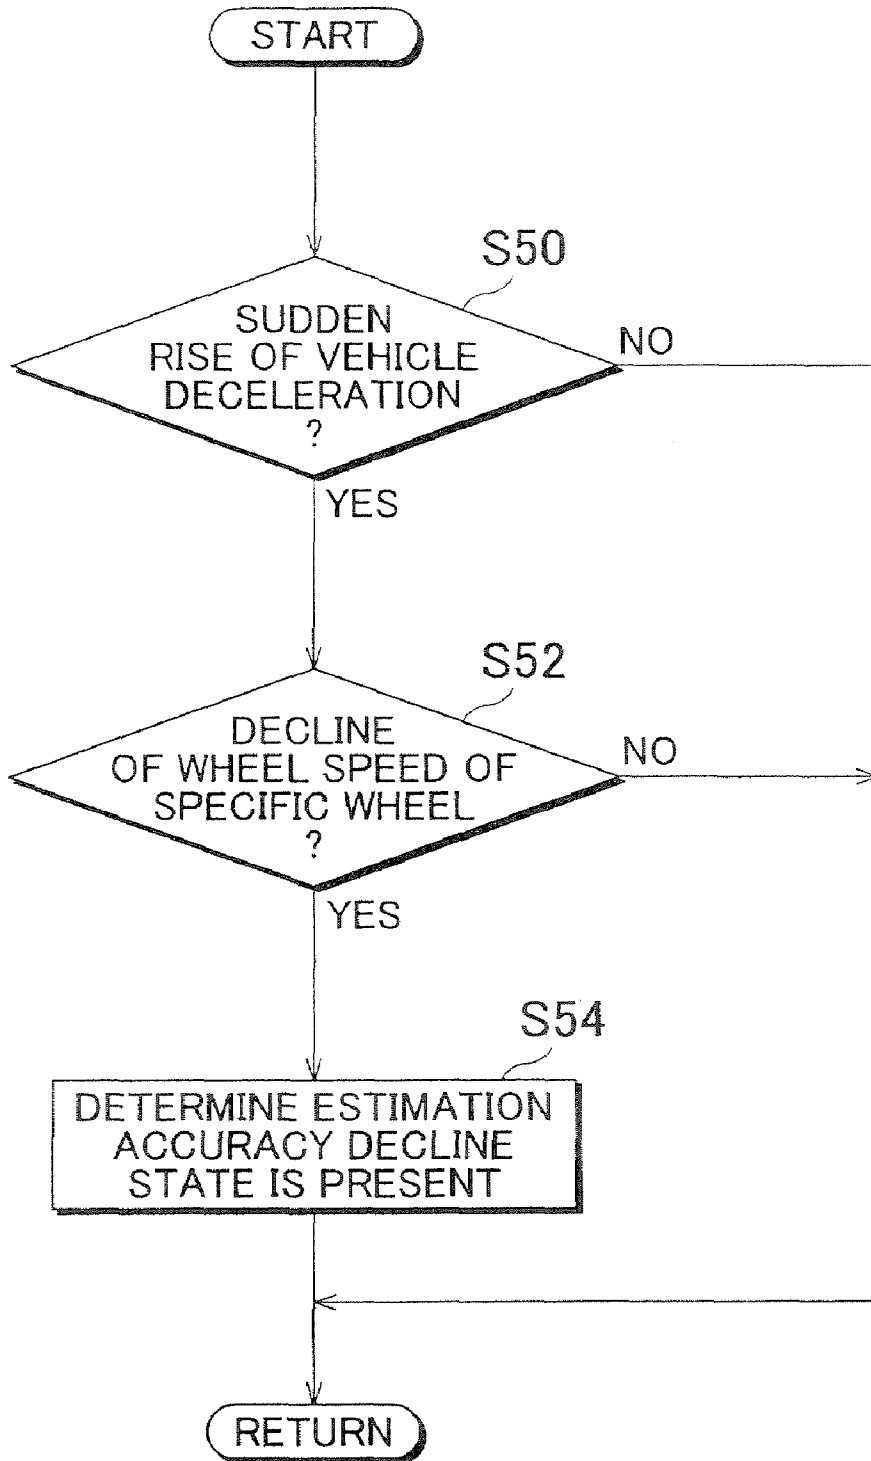 START
S50
SUDDEN
RISE OF VEHICLE
DECELERATION
?
NO
YES
S52
DECLINE
OF WHEEL SPEED OF
SPECIFIC WHEEL
?
NO
YES
S54
DETERMINE ESTIMATION
ACCURACY DECLINE
STATE IS PRESENT
RETURN